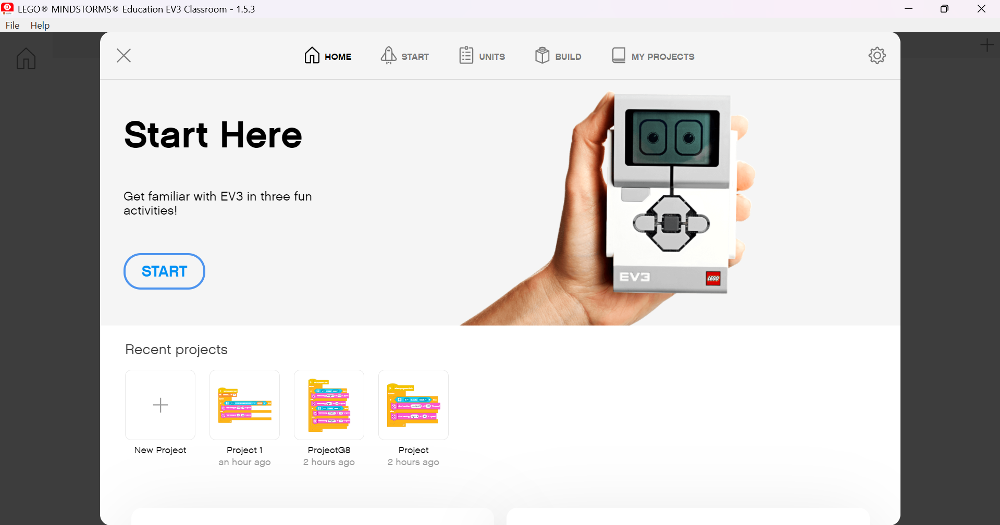 LEGO® MINDSTORMS® Education EV3 Classroom - 1.5.3
File Help
HOME START UNITS BUILD MY PROJECTS
Start Here
Get familiar with EV3 in three fun
activities!
START
EV3 LEGO
Recent projects
New Project Project 1 ProjectG8 Project
an hour ago 2 hours ago 2 hours ago